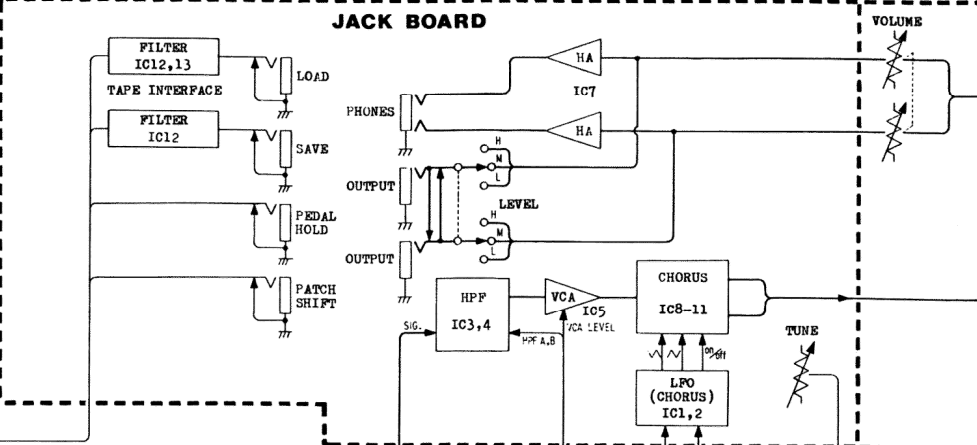 JACK BOARD
VOLUME
FILTER
IC12,13
LOAD
TAPE INTERFACE
FILTER
IC12
SAVE
PEDAL
HOLD
PATCH
SHIFT
HA
IC7
PHONES
HA
H
M
L
OUTPUT
LEVEL
H
M
L
OUTPUT
HPF
IC3,4
SIG.
HPF A,B
VCA
IC5
VCA LEVEL
CHORUS
IC8-11
on/off
LFO
(CHORUS)
IC1,2
TUNE